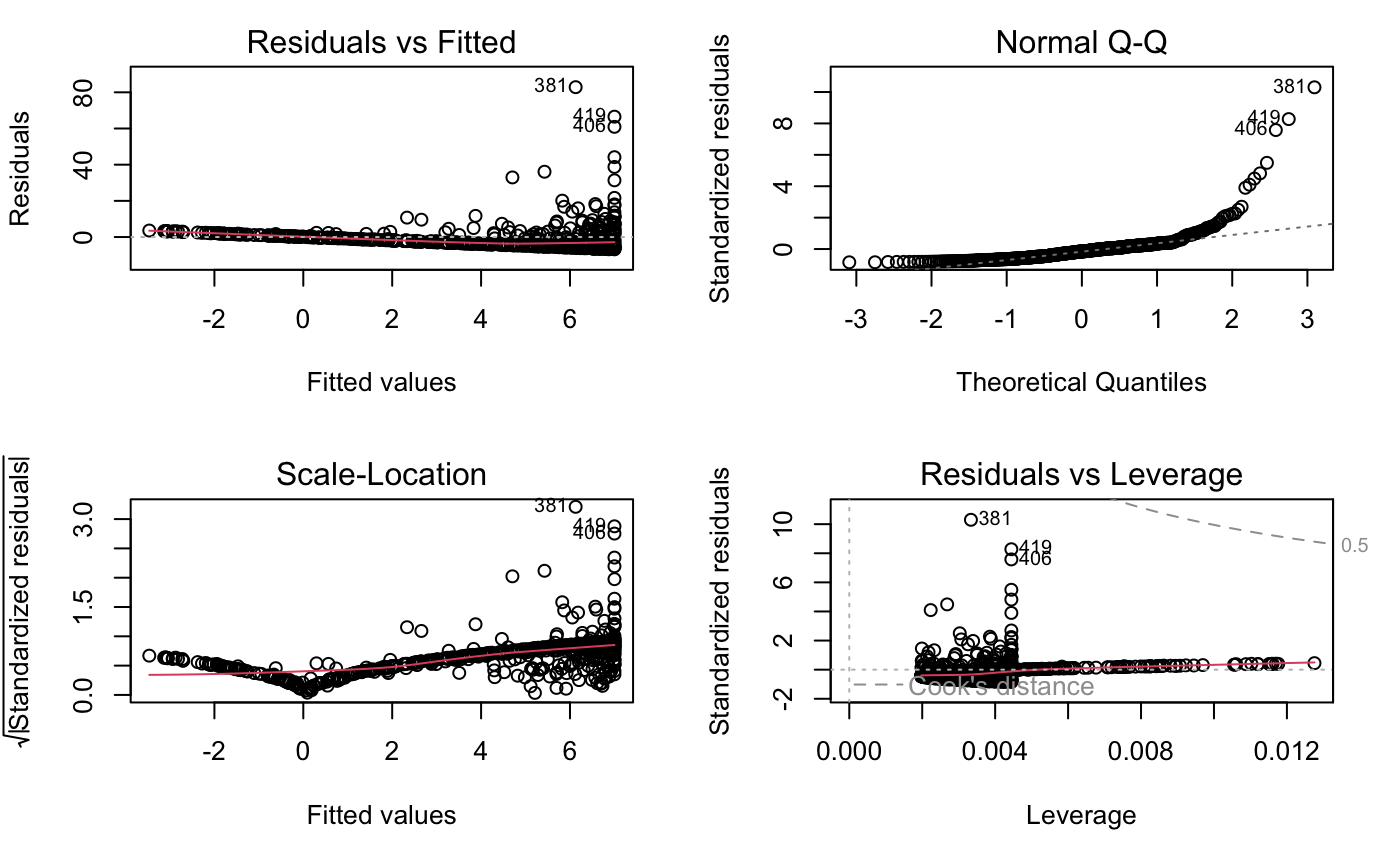 Residuals vs Fitted
Residuals
80
40
0
381
419
406
-2 0 2 4 6
Fitted values
Normal Q-Q
Standardized residuals
8
4
0
381
419
406
-3 -2 -1 0 1 2 3
Theoretical Quantiles
Scale-Location
√|Standardized residuals|
3.0
1.5
0.0
381
419
406
-2 0 2 4 6
Fitted values
Residuals vs Leverage
Standardized residuals
10
6
2
-2
381
419
406
0.5
Cook's distance
0.000 0.004 0.008 0.012
Leverage